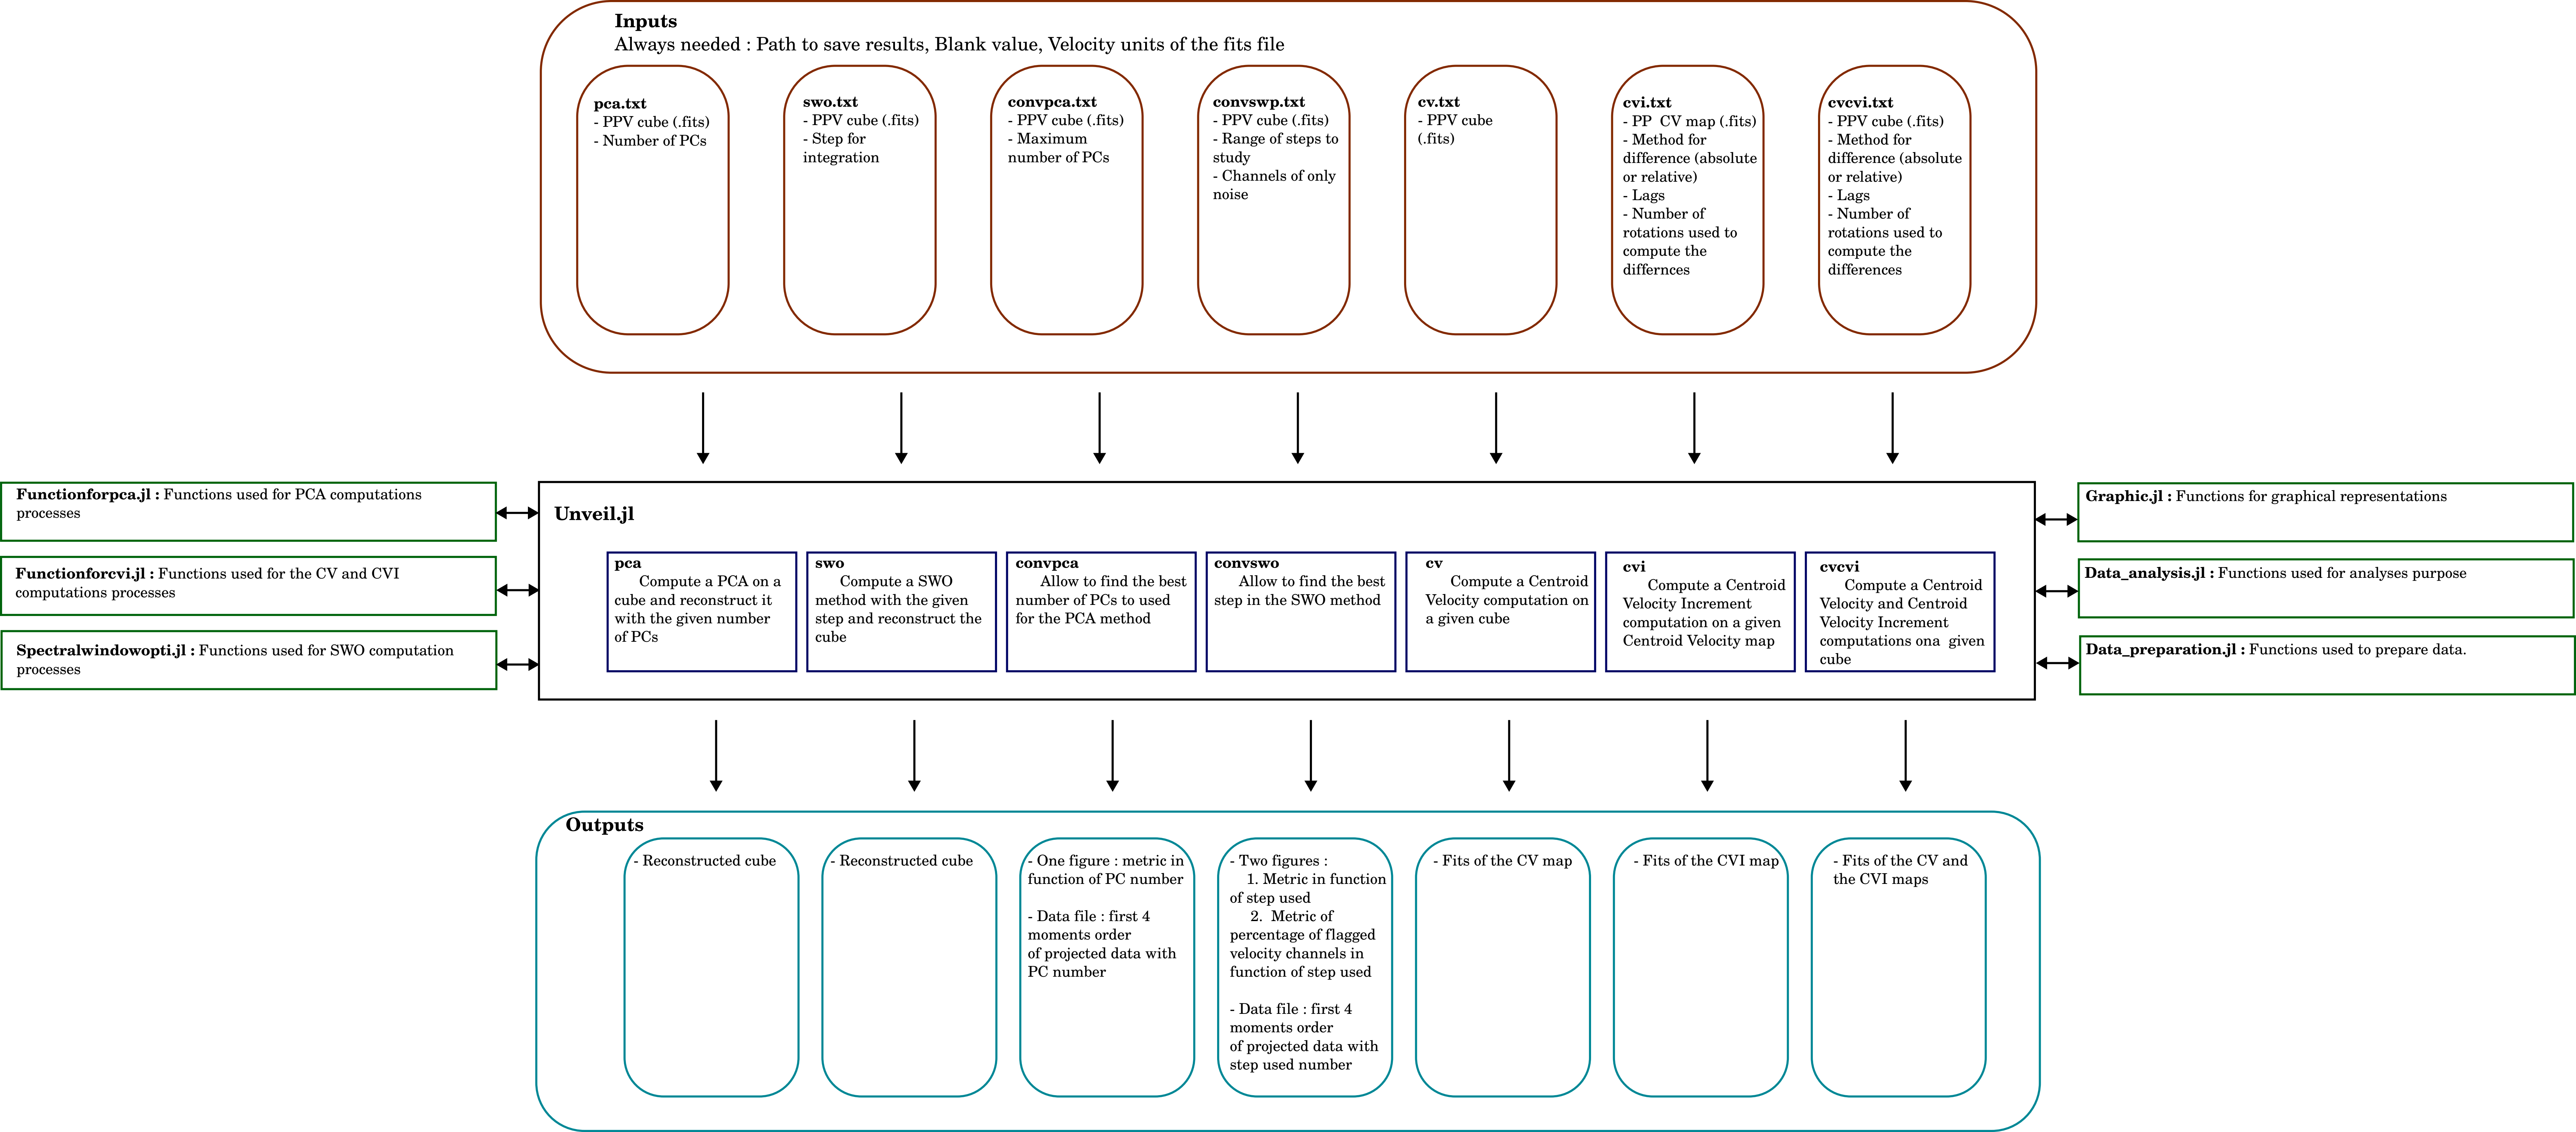 Inputs
Always needed : Path to save results, Blank value, Velocity units of the fits file
pca.txt
- PPV cube (.fits)
- Number of PCs
swo.txt
- PPV cube (.fits)
- Step for
integration
convpca.txt
- PPV cube (.fits)
- Maximum
number of PCs
convswp.txt
- PPV cube (.fits)
- Range of steps to
study
- Channels of only
noise
cv.txt
- PPV cube
(.fits)
cvi.txt
- PP  CV map (.fits)
- Method for
difference (absolute
or relative)
- Lags
- Number of
rotations used to
compute the
differnces
cvcvi.txt
- PPV cube (.fits)
- Method for
difference (absolute
or relative)
- Lags
- Number of
rotations used to
compute the
differences
Functionforpca.jl : Functions used for PCA computations
processes
Functionforcvi.jl : Functions used for the CV and CVI
computations processes
Spectralwindowopti.jl : Functions used for SWO computation
processes
Unveil.jl
pca
Compute a PCA on a
cube and reconstruct it
with the given number
of PCs
swo
Compute a SWO
method with the given
step and reconstruct the
cube
convpca
Allow to find the best
number of PCs to used
for the PCA method
convswo
Allow to find the best
step in the SWO method
cv
Compute a Centroid
Velocity computation on
a given cube
cvi
Compute a Centroid
Velocity Increment
computation on a given
Centroid Velocity map
cvcvi
Compute a Centroid
Velocity and Centroid
Velocity Increment
computations ona  given
cube
Graphic.jl : Functions for graphical representations
Data_analysis.jl : Functions used for analyses purpose
Data_preparation.jl : Functions used to prepare data.
Outputs
- Reconstructed cube
- Reconstructed cube
- One figure : metric in
function of PC number
- Data file : first 4
moments order
of projected data with
PC number
- Two figures :
1. Metric in function
of step used
2.  Metric of
percentage of flagged
velocity channels in
function of step used
- Data file : first 4
moments order
of projected data with
step used number
- Fits of the CV map
- Fits of the CVI map
- Fits of the CV and
the CVI maps